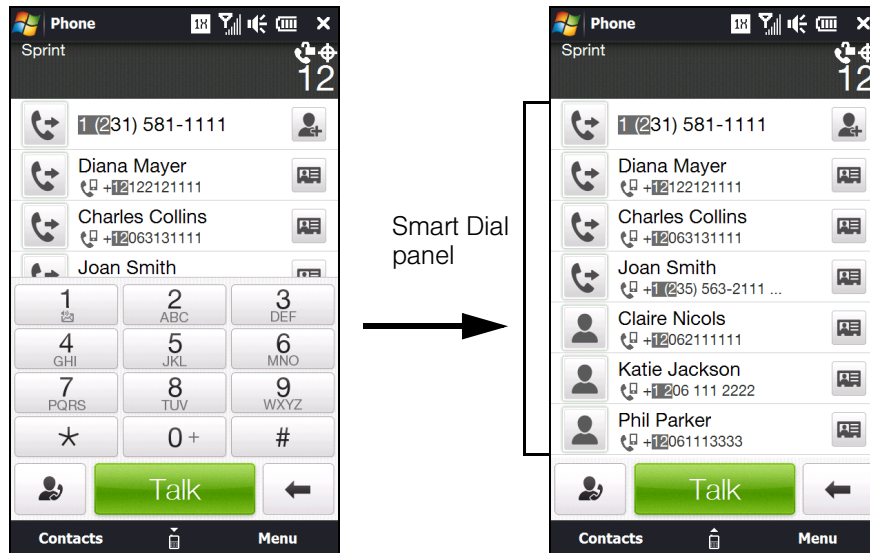 Phone 1X
Sprint
12
1 (231) 581-1111
Diana Mayer
+12122121111
Charles Collins
+12063131111
Joan Smith
1 2 ABC 3 DEF
4 GHI 5 JKL 6 MNO
7 PQRS 8 TUV 9 WXYZ
* 0 + #
Talk
Contacts Menu
Smart Dial
panel
Phone 1X
Sprint
12
1 (231) 581-1111
Diana Mayer
+12122121111
Charles Collins
+12063131111
Joan Smith
+1 (235) 563-2111 ...
Claire Nicols
+12062111111
Katie Jackson
+1 206 111 2222
Phil Parker
+12061113333
Talk
Contacts Menu